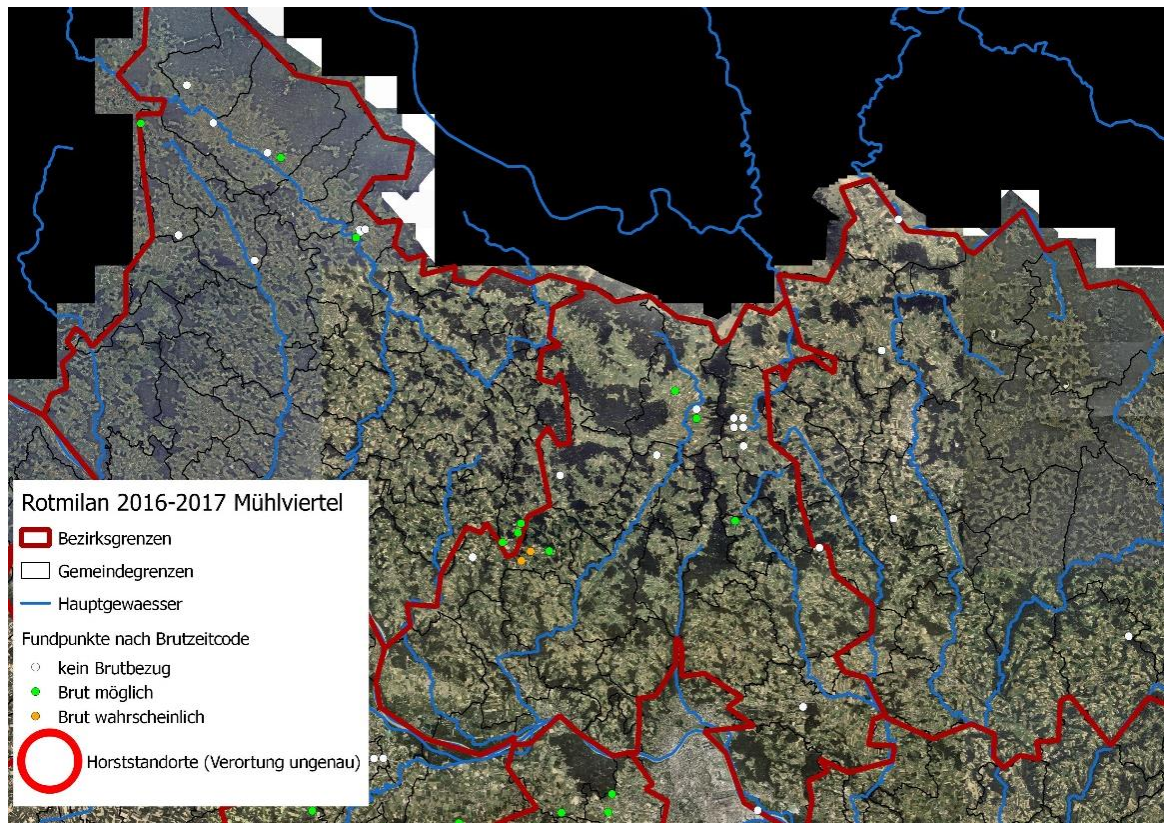 Rotmilan 2016-2017 Mühlviertel
Bezirksgrenzen
Gemeindegrenzen
Hauptgewaesser
Fundpunkte nach Brutzeitcode
kein Brutbezug
Brut möglich
Brut wahrscheinlich
Horststandorte (Verortung ungenau)